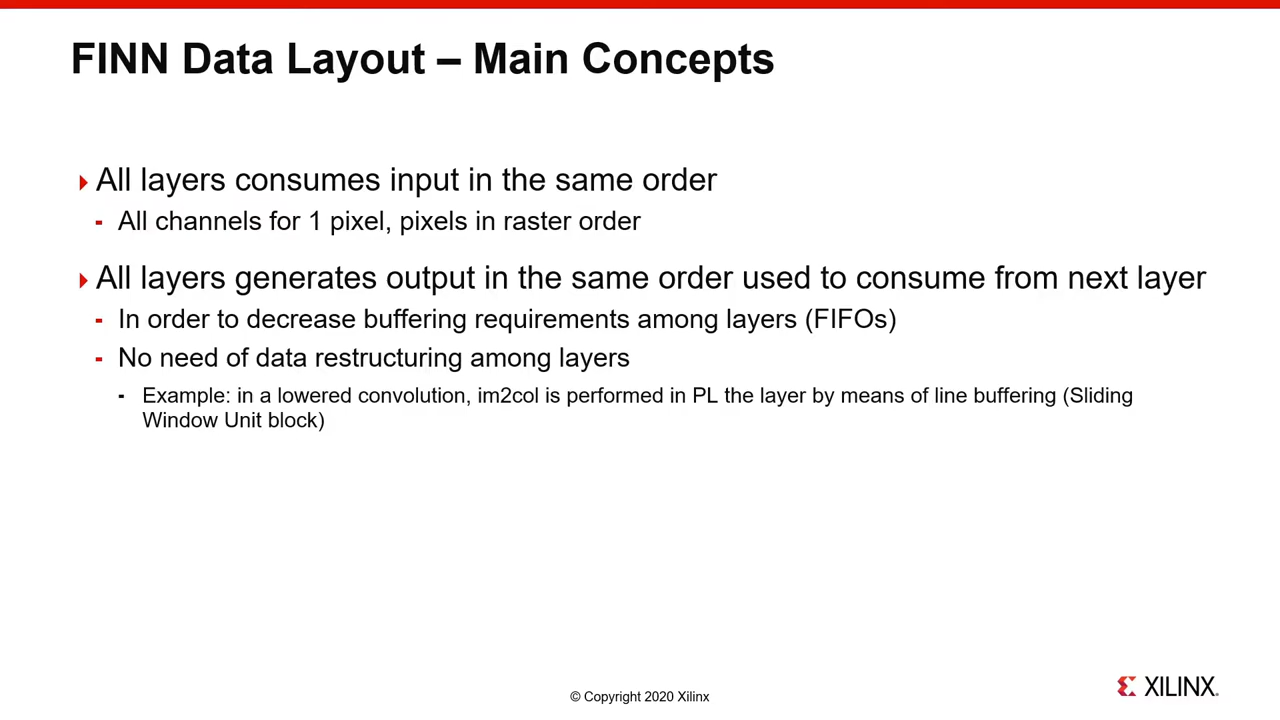 FINN Data Layout – Main Concepts
All layers consumes input in the same order
- All channels for 1 pixel, pixels in raster order
All layers generates output in the same order used to consume from next layer
- In order to decrease buffering requirements among layers (FIFOs)
- No need of data restructuring among layers
- Example: in a lowered convolution, im2col is performed in PL the layer by means of line buffering (Sliding
Window Unit block)
© Copyright 2020 Xilinx
XILINX.